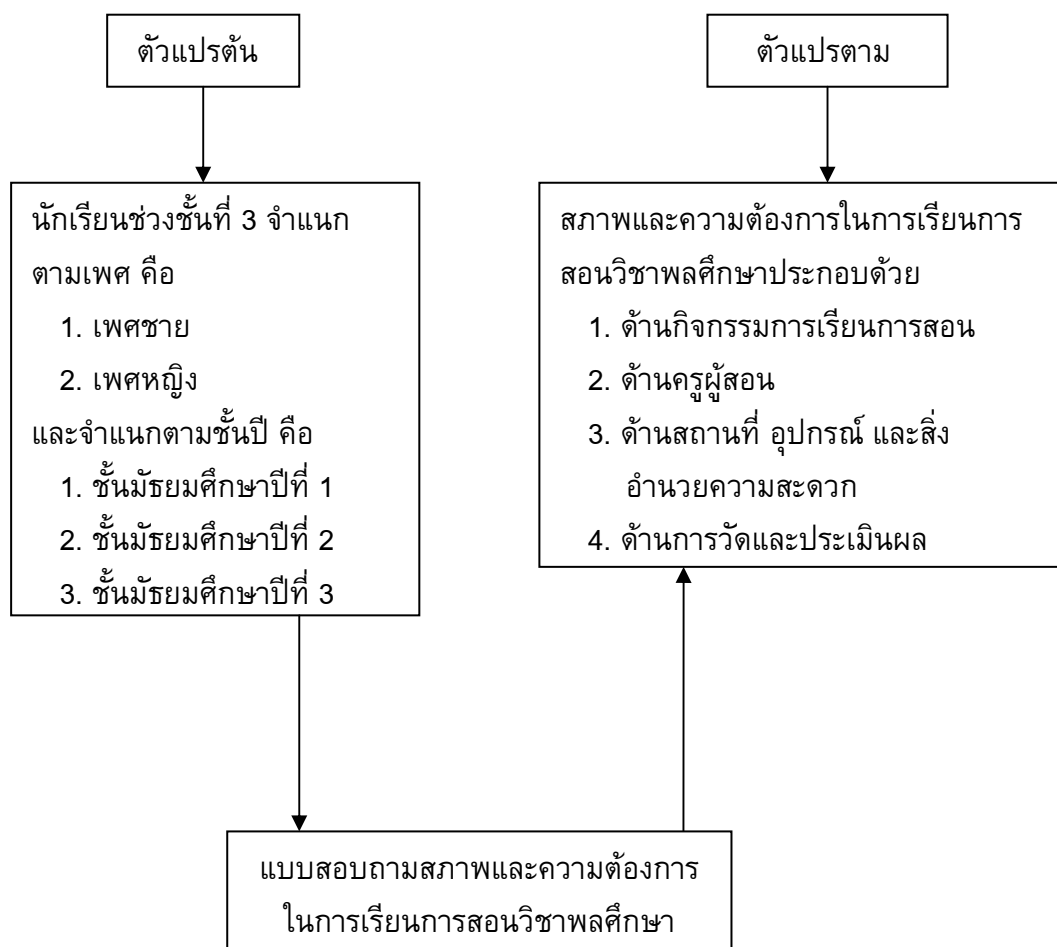 ตัวแปรต้น
นักเรียนช่วงชั้นที่ 3 จำแนก
ตามเพศ คือ
1. เพศชาย
2. เพศหญิง
และจำแนกตามชั้นปี คือ
1. ชั้นมัธยมศึกษาปีที่ 1
2. ชั้นมัธยมศึกษาปีที่ 2
3. ชั้นมัธยมศึกษาปีที่ 3
ตัวแปรตาม
สภาพและความต้องการในการเรียนการ
สอนวิชาพลศึกษาประกอบด้วย
1. ด้านกิจกรรมการเรียนการสอน
2. ด้านครูผู้สอน
3. ด้านสถานที่ อุปกรณ์ และสิ่ง
อำนวยความสะดวก
4. ด้านการวัดและประเมินผล
แบบสอบถามสภาพและความต้องการ
ในการเรียนการสอนวิชาพลศึกษา